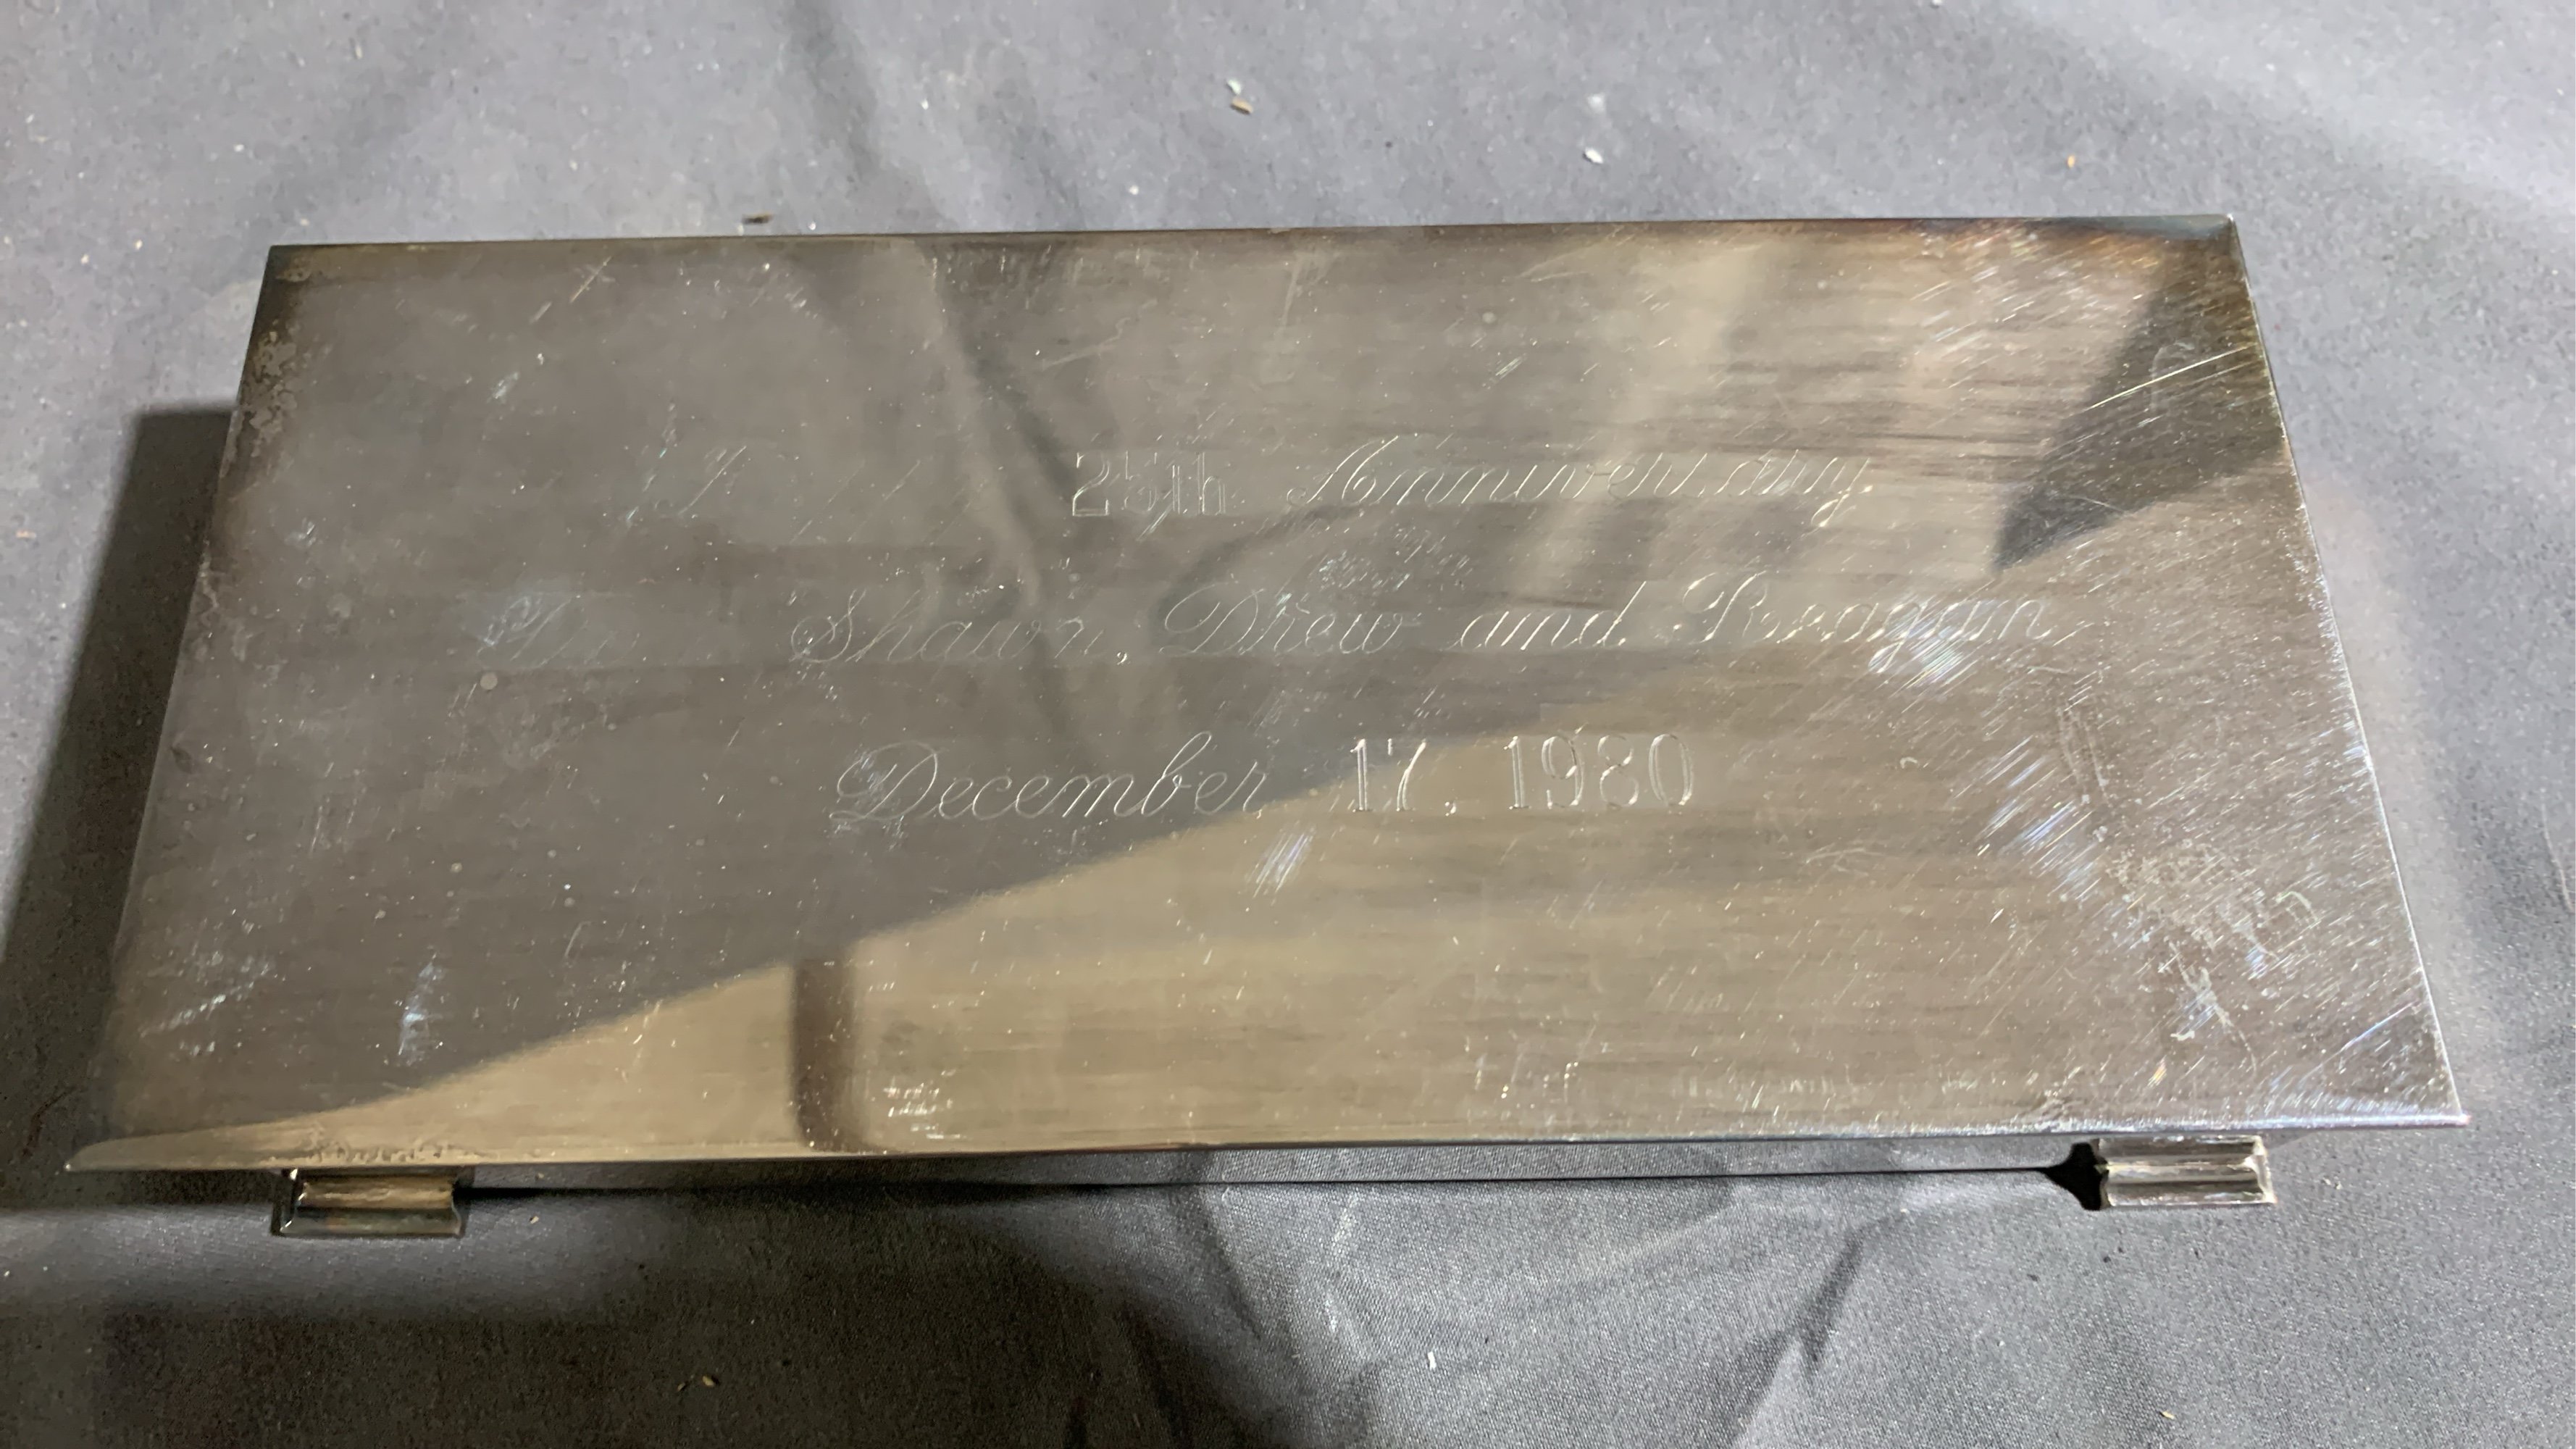 25th Anniversary
Shawn, Drew and Reagan
December 17, 1980